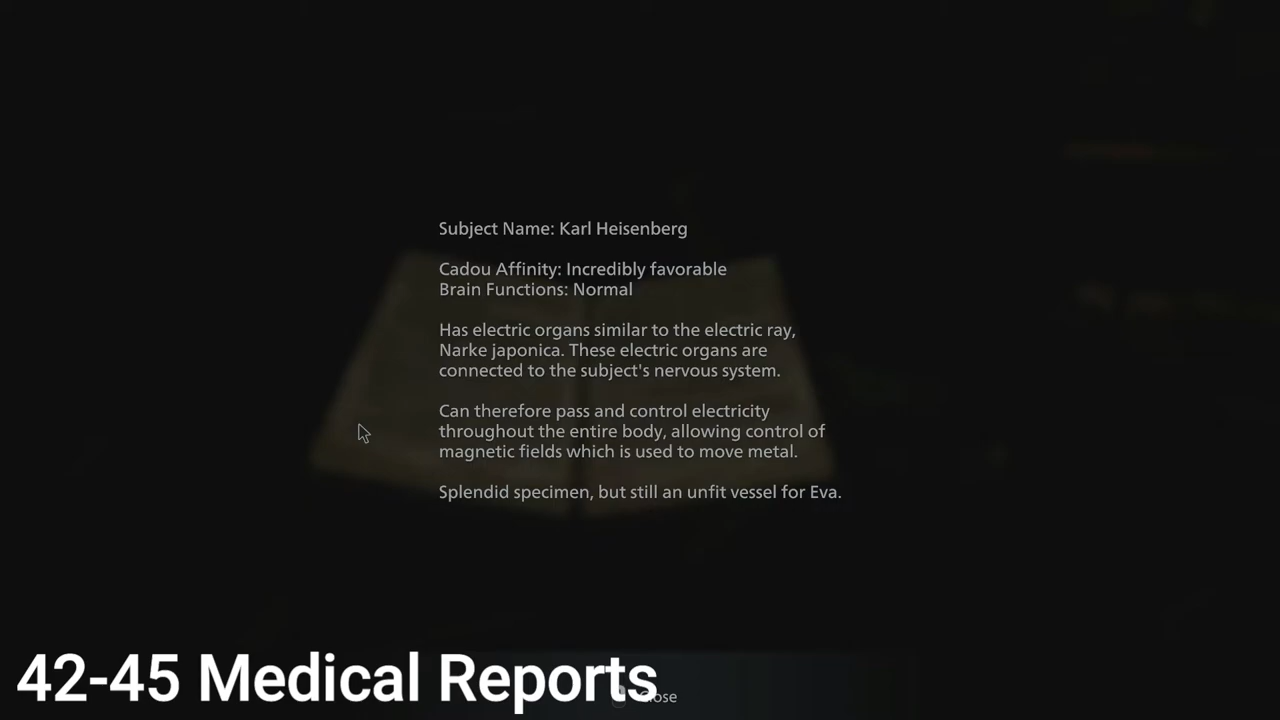 Subject Name: Karl Heisenberg
Cadou Affinity: Incredibly favorable
Brain Functions: Normal
Has electric organs similar to the electric ray,
Narke japonica. These electric organs are
connected to the subject's nervous system.
Can therefore pass and control electricity
throughout the entire body, allowing control of
magnetic fields which is used to move metal.
Splendid specimen, but still an unfit vessel for Eva.
42-45 Medical Reports